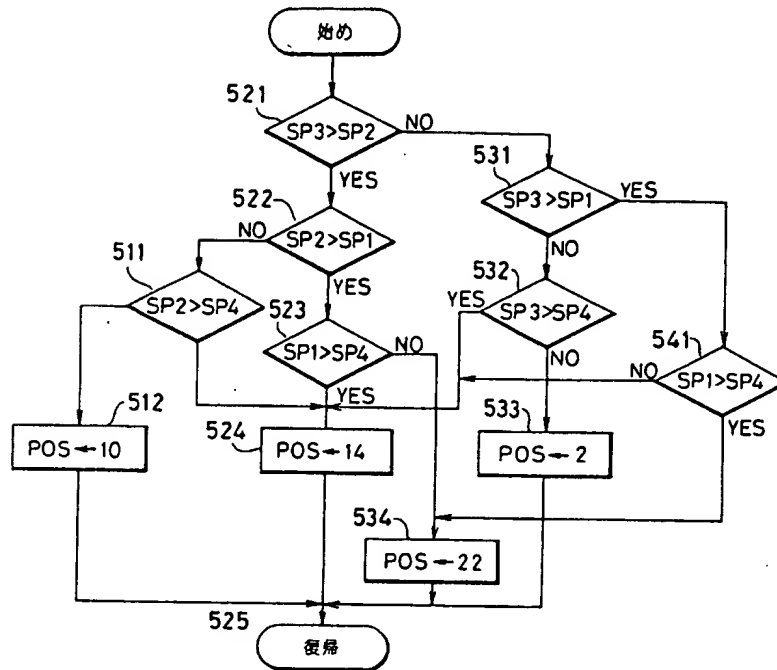 始め
521
SP3>SP2
NO
YES
531
SP3>SP1
YES
NO
522
SP2>SP1
NO
YES
511
SP2>SP4
523
SP1>SP4
NO
YES
532
YES
SP3>SP4
NO
541
NO
SP1>SP4
YES
512
POS←10
524
POS←14
533
POS←2
534
POS←22
525
復帰